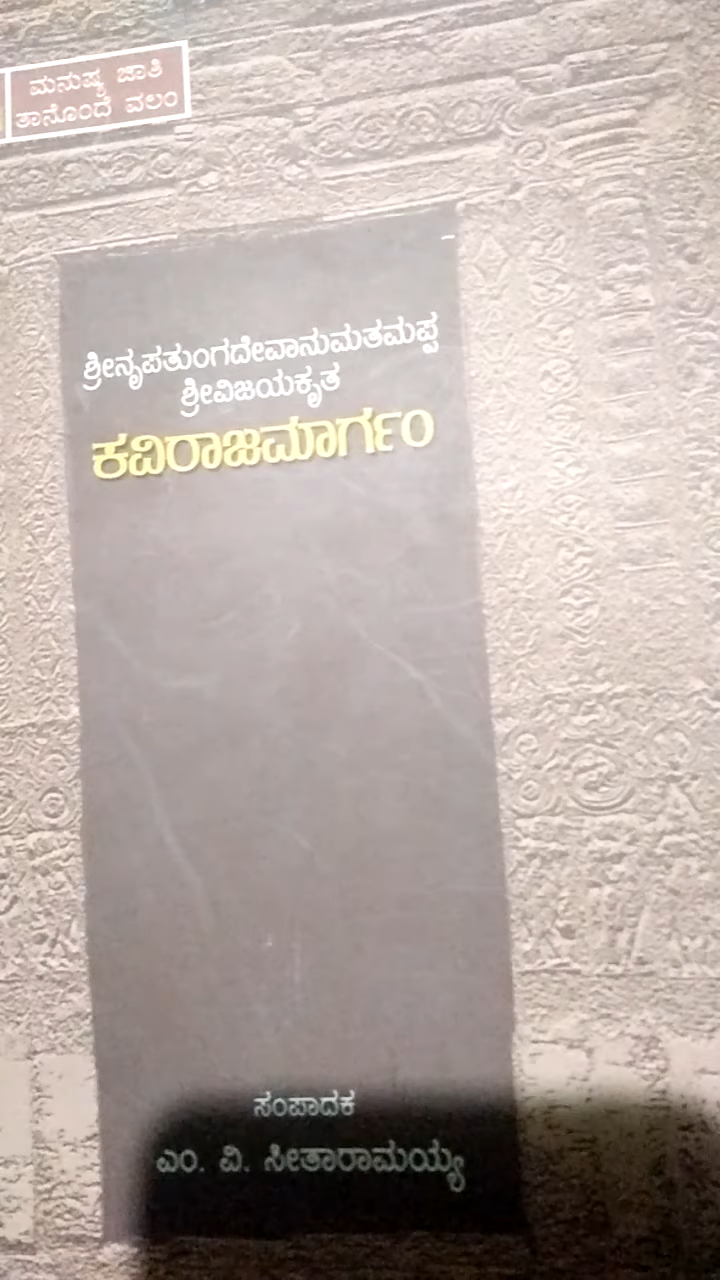 ಮನುಷ್ಯ ಜಾತಿ
ತಾನೊಂದೆ ವಲಂ
ಶ್ರೀನೃಪತುಂಗದೇವಾನುಮತಮಪ್ಪ
ಶ್ರೀವಿಜಯಕೃತ
ಕವಿರಾಜಮಾರ್ಗಂ
ಸಂಪಾದಕ
ಎಂ. ವಿ. ಸೀತಾರಾಮಯ್ಯ